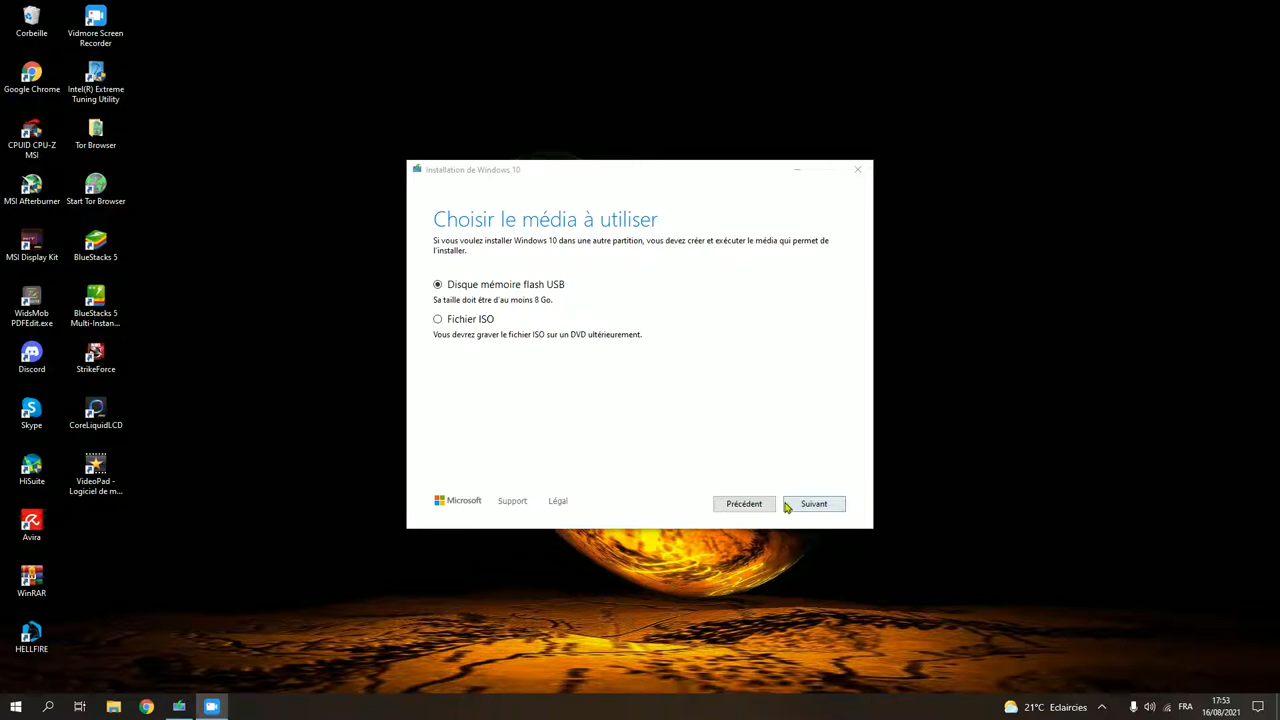 Corbeille
Vidmore Screen
Recorder
Google Chrome
Intel(R) Extreme
Tuning Utility
CPUID CPU-Z
MSI
Tor Browser
MSI Afterburner
Start Tor Browser
MSI Display Kit
BlueStacks 5
WidsMob
PDFEdit.exe
BlueStacks 5
Multi-Instan...
Discord
StrikeForce
Skype
CoreLiquidLCD
HiSuite
VideoPad -
Logiciel de m...
Avira
WinRAR
HELLFIRE
Installation de Windows 10
Choisir le média à utiliser
Si vous voulez installer Windows 10 dans une autre partition, vous devez créer et exécuter le média qui permet de
l'installer.
Disque mémoire flash USB
Sa taille doit être d'au moins 8 Go.
Fichier ISO
Vous devrez graver le fichier ISO sur un DVD ultérieurement.
Microsoft
Support
Légal
Précédent
Suivant
21°C Eclaircies
FRA
17:53
16/08/2021